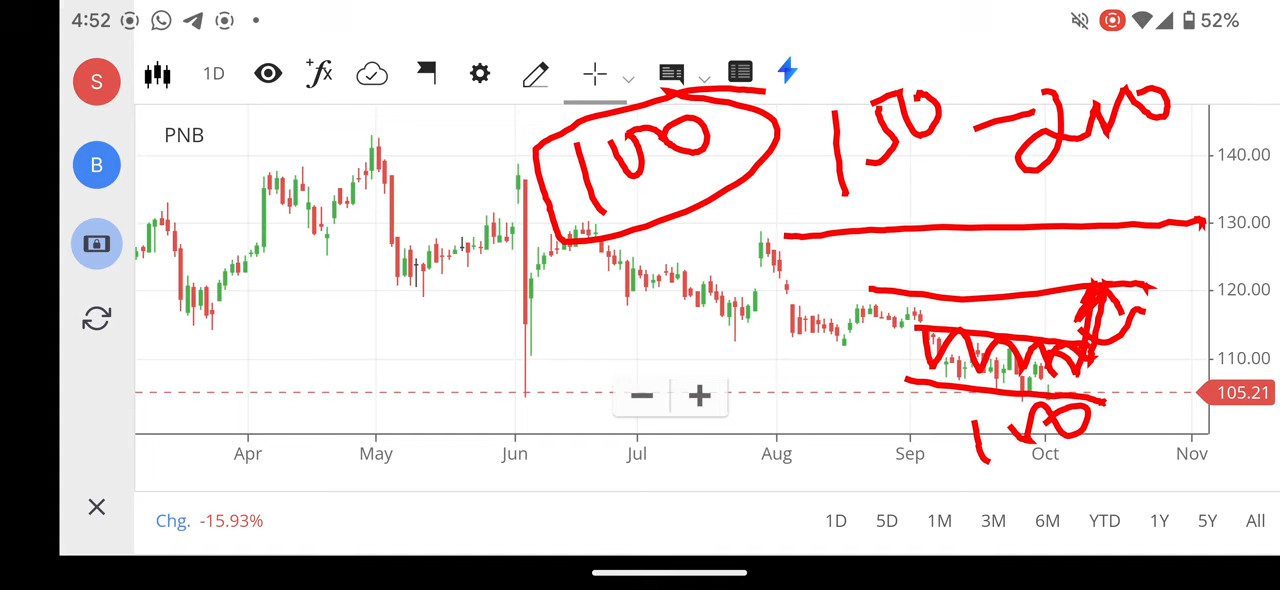 4:52
52%
S
1D
B
PNB
100
150 - 200
140.00
130.00
120.00
110.00
105.21
100
Apr May Jun Jul Aug Sep Oct Nov
Chg. -15.93%
1D 5D 1M 3M 6M YTD 1Y 5Y All